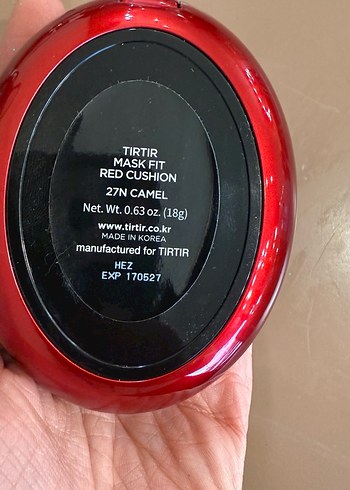 TIRTIR
MASK FIT
RED CUSHION
27N CAMEL
Net. Wt. 0.63 oz. (18g)
www.tirtir.co.kr
MADE IN KOREA
manufactured for TIRTIR
HEZ
EXP 170527